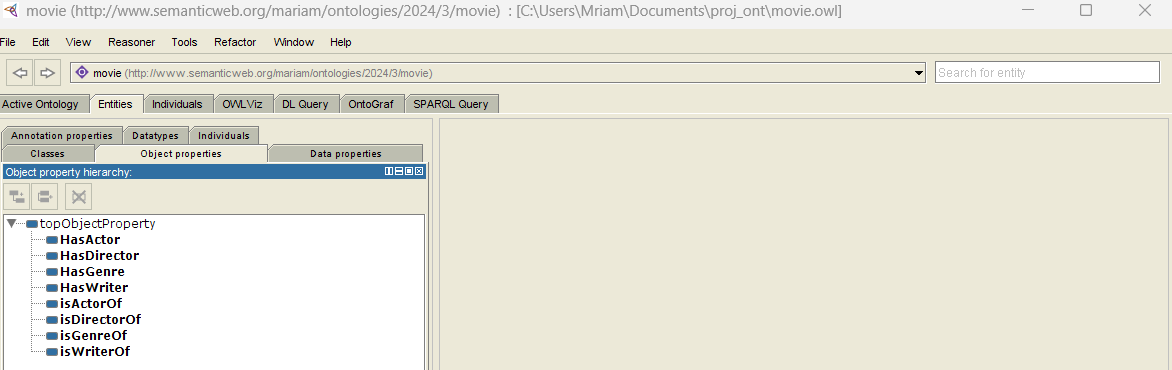 movie (http://www.semanticweb.org/mariam/ontologies/2024/3/movie)  : [C:\Users\Mriam\Documents\proj_ont\movie.owl]
File Edit View Reasoner Tools Refactor Window Help
movie (http://www.semanticweb.org/mariam/ontologies/2024/3/movie)
Search for entity
Active Ontology Entities Individuals OWLViz DL Query OntoGraf SPARQL Query
Annotation properties Datatypes Individuals
Classes Object properties Data properties
Object property hierarchy:
topObjectProperty
HasActor
HasDirector
HasGenre
HasWriter
isActorOf
isDirectorOf
isGenreOf
isWriterOf